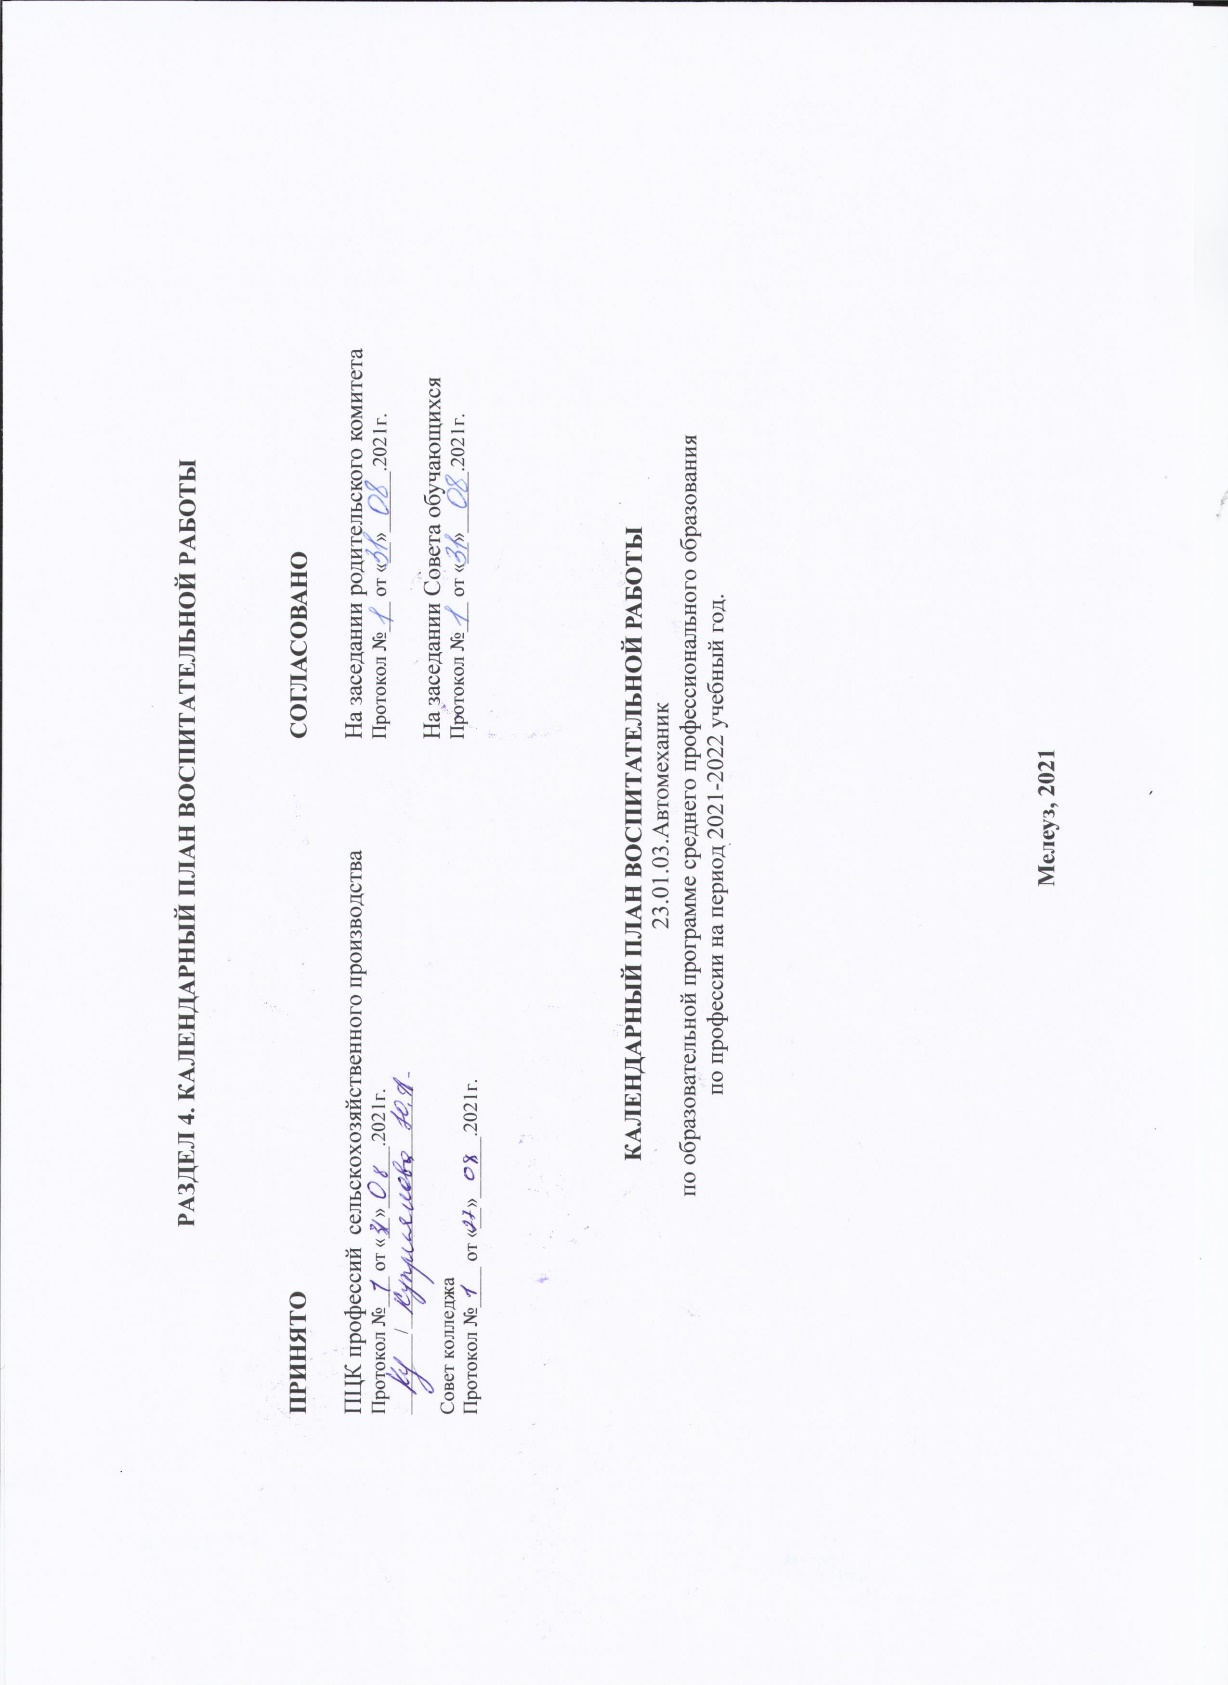 РАЗДЕЛ 4. КАЛЕНДАРНЫЙ ПЛАН ВОСПИТАТЕЛЬНОЙ РАБОТЫ
ПРИНЯТО
ПЦК профессий сельскохозяйственного производства
Протокол № 1 от «31» 08 .2021г.
Ку / Куприянова
Совет колледжа
Протокол № 1 от «27» 08 .2021г.
СОГЛАСОВАНО
На заседании родительского комитета
Протокол № 1 от «31» 08 .2021г.
На заседании Совета обучающихся
Протокол № 1 от «31» 08 .2021г.
КАЛЕНДАРНЫЙ ПЛАН ВОСПИТАТЕЛЬНОЙ РАБОТЫ
23.01.03.Автомеханик
по образовательной программе среднего профессионального образования
по профессии на период 2021-2022 учебный год.
Мелеуз, 2021